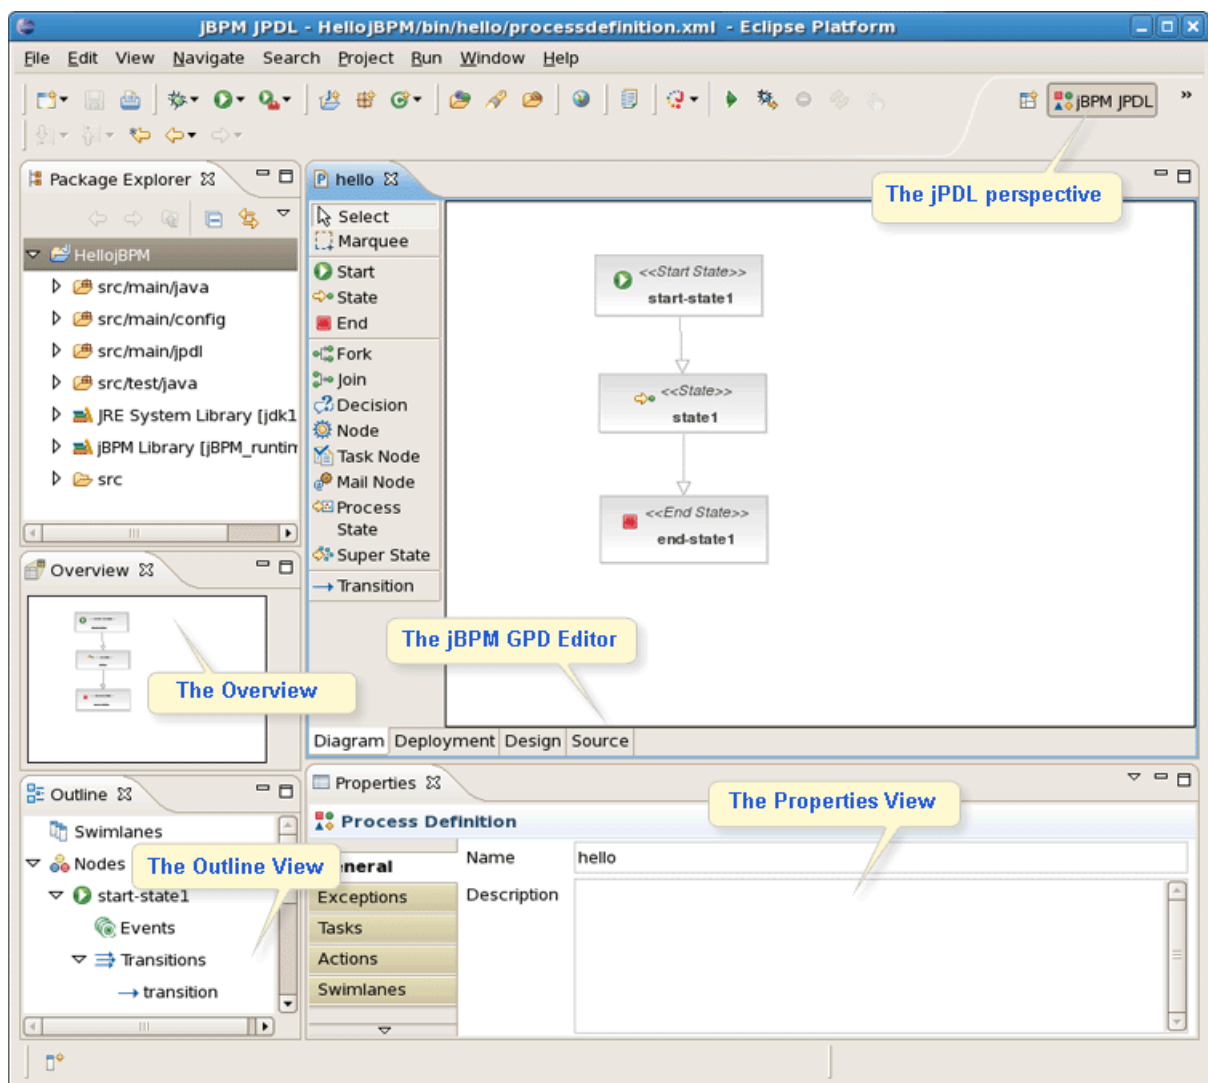 jBPM JPDL - HellojBPM/bin/hello/processdefinition.xml - Eclipse Platform
File Edit View Navigate Search Project Run Window Help
jBPM JPDL
»
The jPDL perspective
Package Explorer
HellojBPM
src/main/java
src/main/config
src/main/jpdl
src/test/java
JRE System Library [jdk1
jBPM Library [jBPM_runtin
src
hello
Select
Marquee
Start
State
End
Fork
Join
Decision
Node
Task Node
Mail Node
Process
State
Super State
Transition
<<Start State>>
start-state1
<<State>>
state1
<<End State>>
end-state1
The jBPM GPD Editor
Diagram Deployment Design Source
Overview
The Overview
Outline
Swimlanes
Nodes
The Outline View
start-state1
Events
Transitions
transition
Properties
The Properties View
Process Definition
eneral
Exceptions
Tasks
Actions
Swimlanes
Name hello
Description